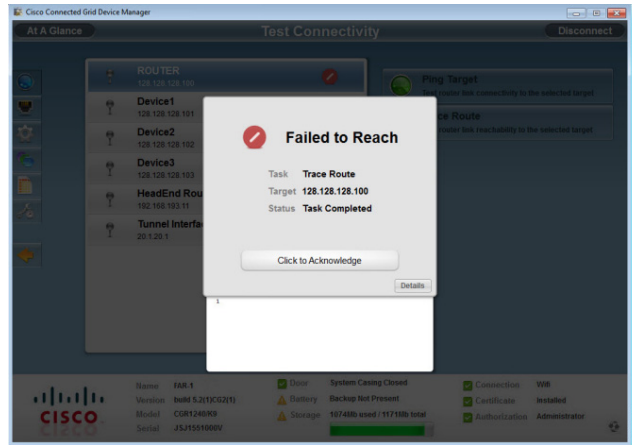 Cisco Connected Grid Device Manager
At A Glance
Test Connectivity
Disconnect
ROUTER
128.128.128.100
Device1
128.128.128.101
Device2
128.128.128.102
Device3
128.128.128.103
HeadEnd Rou
192.168.193.11
Tunnel Interfa
20.1.20.1
Ping Target
Test router link connectivity to the selected target
ce Route
router link reachability to the selected target
Failed to Reach
Task Trace Route
Target 128.128.128.100
Status Task Completed
Click to Acknowledge
Details
1
CISCO
Name FAR-1
Version build 5.2(1)CG2(1)
Model CGR1240/K9
Serial JSJ1551000V
Door System Casing Closed
Battery Backup Not Present
Storage 1674Mb used / 1171Mb total
Connection Wifi
Certificate Installed
Authorization Administrator